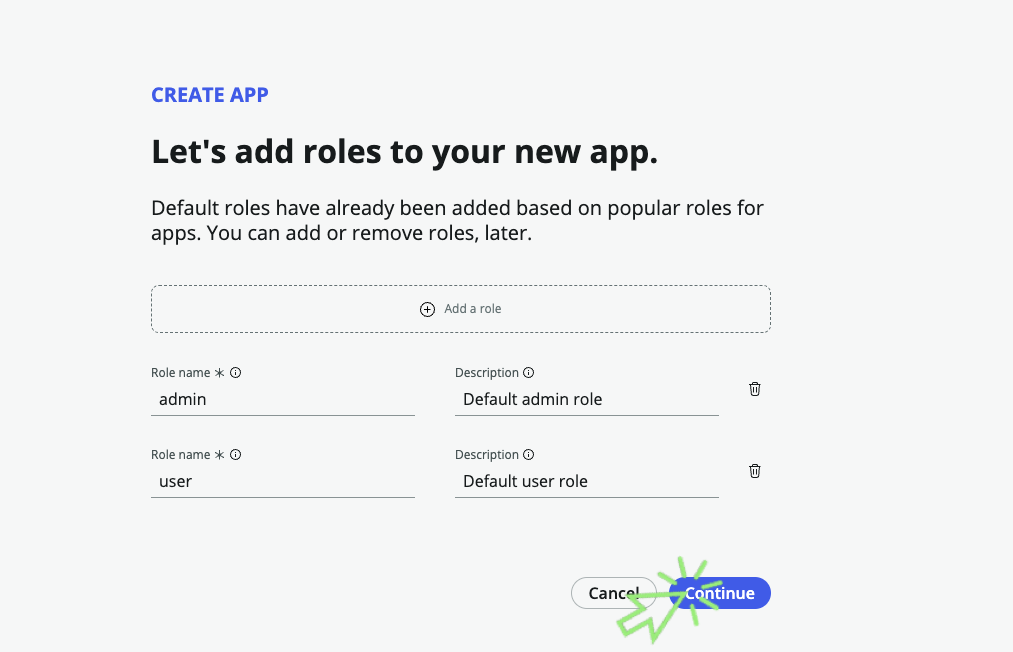 CREATE APP
Let's add roles to your new app.
Default roles have already been added based on popular roles for
apps. You can add or remove roles, later.
Add a role
Role name * Description
admin Default admin role
Role name * Description
user Default user role
Cancel Continue